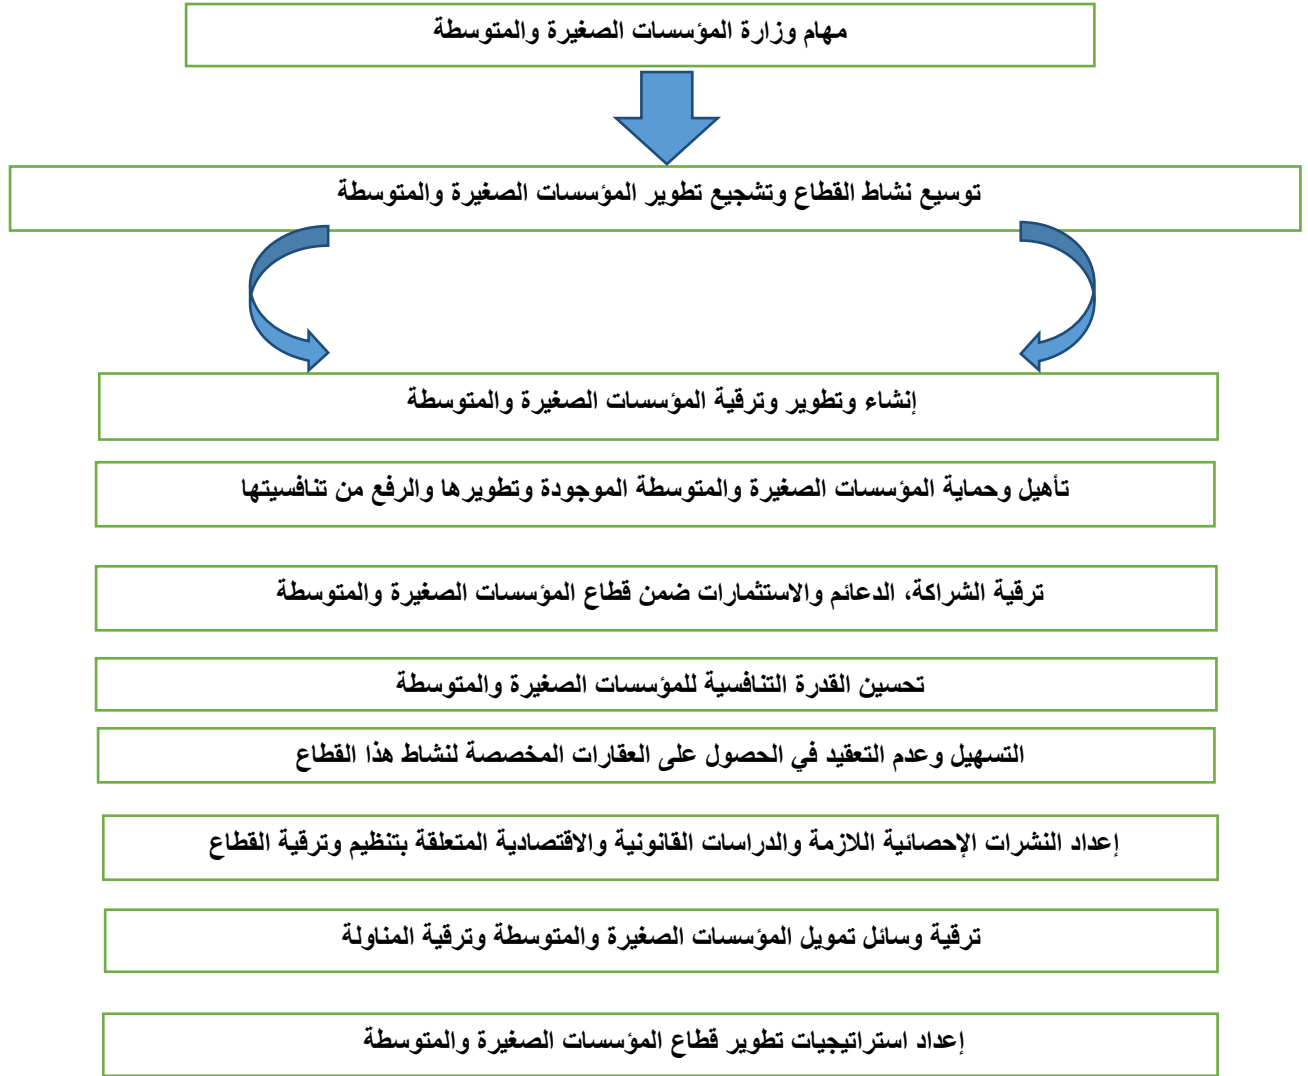 مهام وزارة المؤسسات الصغيرة والمتوسطة
توسيع نشاط القطاع وتشجيع تطوير المؤسسات الصغيرة والمتوسطة
إنشاء وتطوير وترقية المؤسسات الصغيرة والمتوسطة
تأهيل وحماية المؤسسات الصغيرة والمتوسطة الموجودة وتطويرها والرفع من تنافسيتها
ترقية الشراكة، الدعائم والاستثمارات ضمن قطاع المؤسسات الصغيرة والمتوسطة
تحسين القدرة التنافسية للمؤسسات الصغيرة والمتوسطة
التسهيل وعدم التعقيد في الحصول على العقارات المخصصة لنشاط هذا القطاع
إعداد النشرات الإحصائية اللازمة والدراسات القانونية والاقتصادية المتعلقة بتنظيم وترقية القطاع
ترقية وسائل تمويل المؤسسات الصغيرة والمتوسطة وترقية المناولة
إعداد استراتيجيات تطوير قطاع المؤسسات الصغيرة والمتوسطة